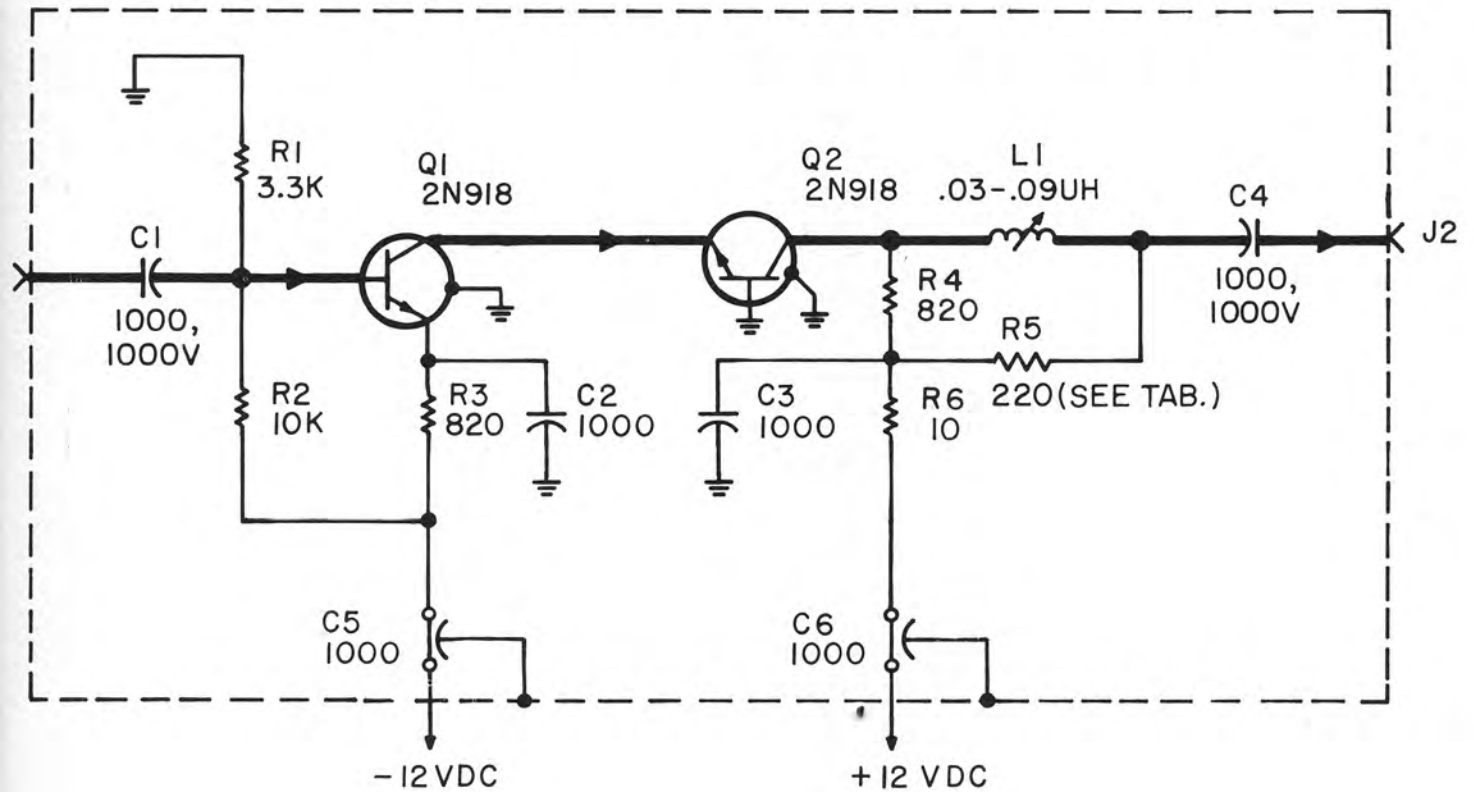 R1
3.3K
Q1
2N918
Q2
2N918
L1
.03-.09UH
C4
J2
C1
1000,
1000V
1000,
1000V
R4
820
R5
220(SEE TAB.)
R2
10K
R3
820
C2
1000
C3
1000
R6
10
C5
1000
C6
1000
-12VDC
+12 VDC